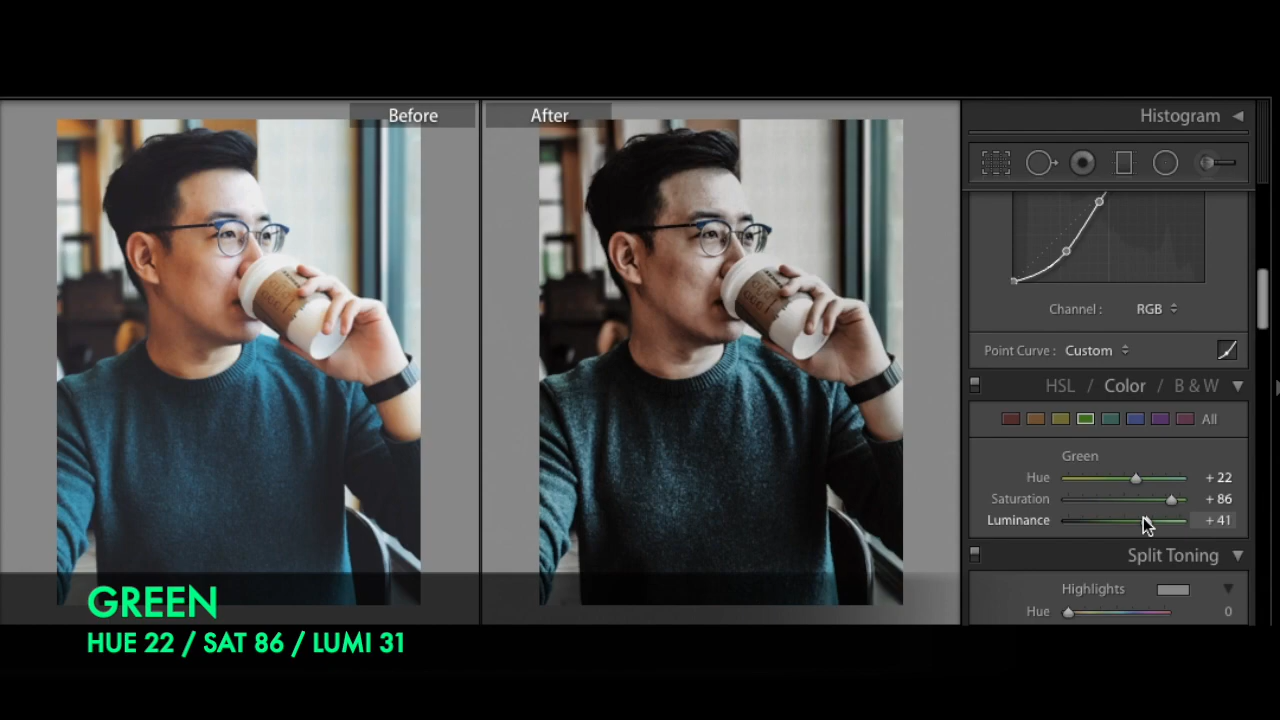 Before
After
Histogram
Channel :
RGB
Point Curve :
Custom
HSL / Color / B & W
All
Green
Hue
+ 22
Saturation
+ 86
Luminance
+ 41
Split Toning
Highlights
Hue
0
GREEN
HUE 22 / SAT 86 / LUMI 31